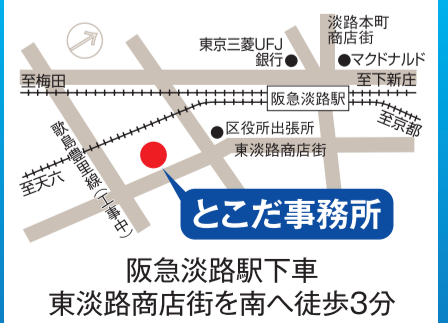 淡路本町
商店街
東京三菱UFJ
銀行
マクドナルド
至梅田
至下新庄
阪急淡路駅
至京都
区役所出張所
東淡路商店街
歌島豊里線(工事中)
至天六
とこだ事務所
阪急淡路駅下車
東淡路商店街を南へ徒歩3分